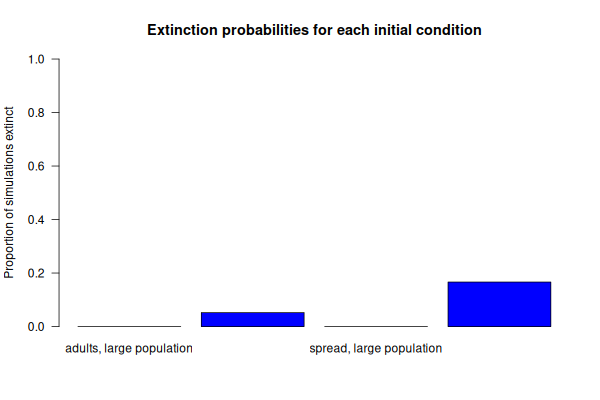 Extinction probabilities for each initial condition
Proportion of simulations extinct
1.0
0.8
0.6
0.4
0.2
0.0
adults, large population
spread, large population